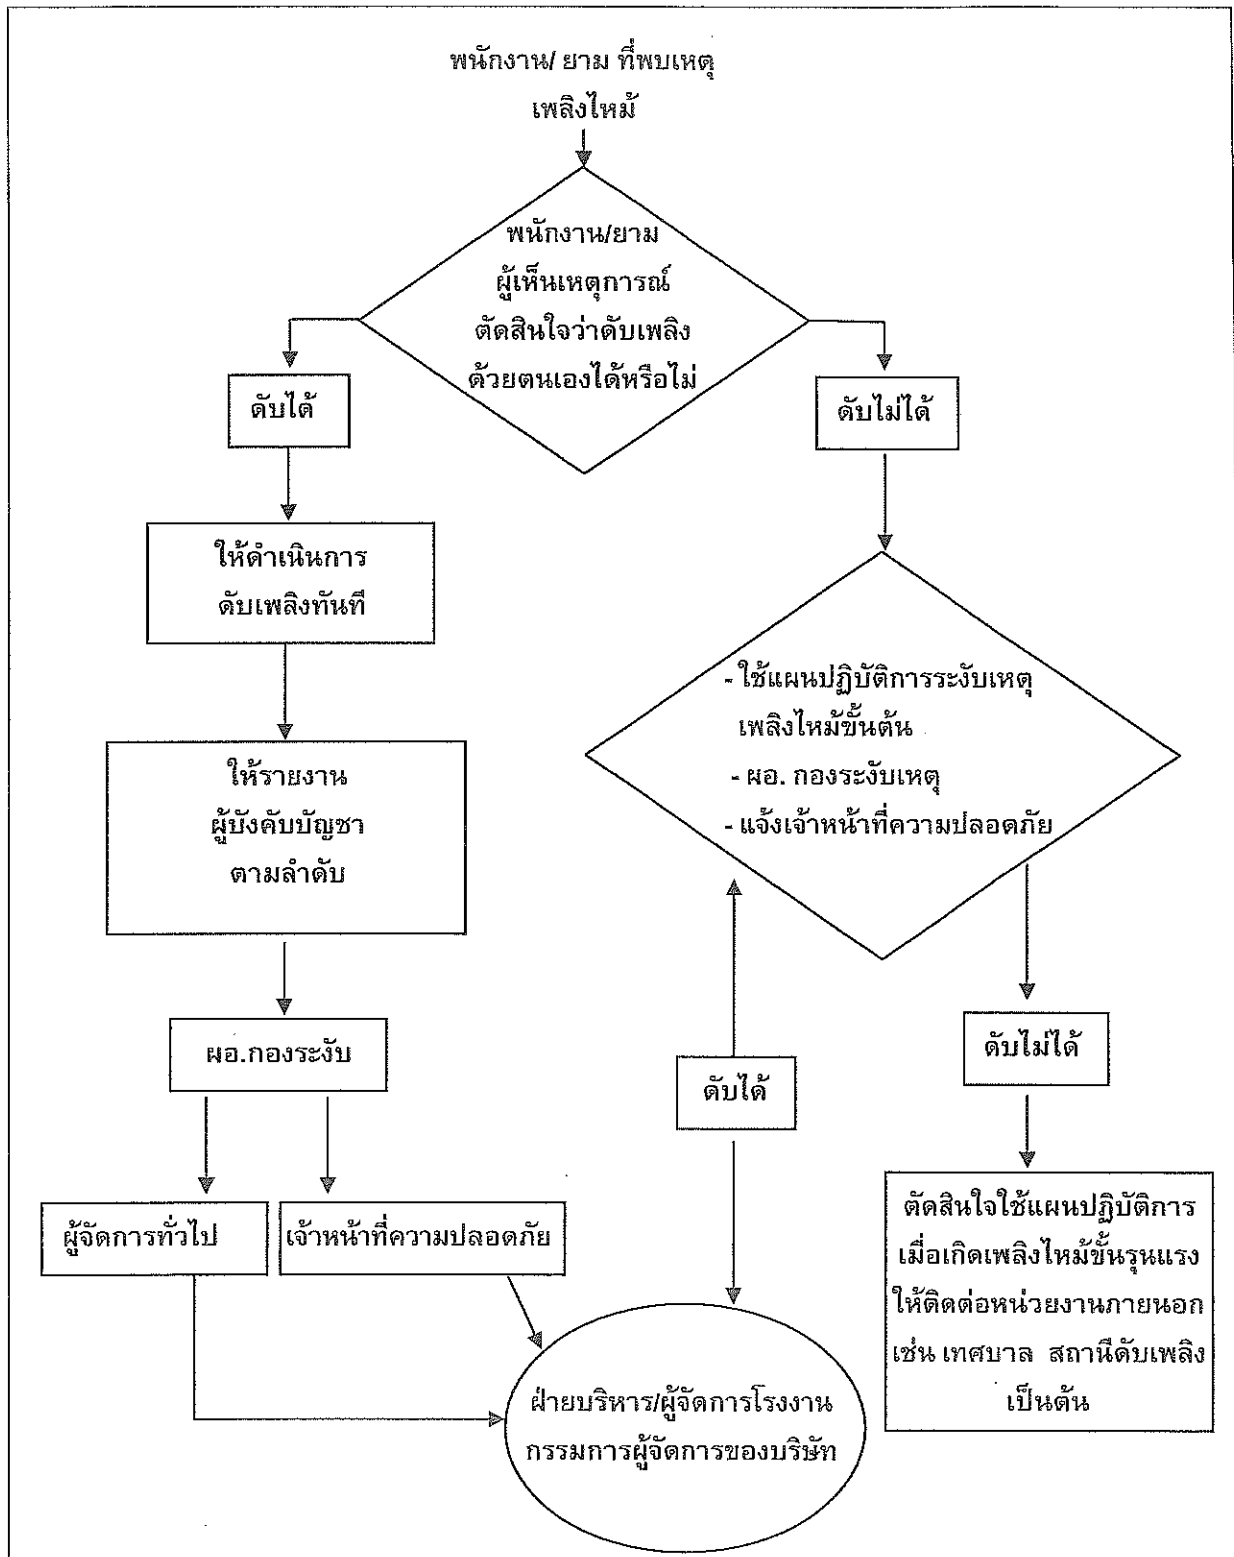 พนักงาน/ ยาม ที่พบเหตุ
เพลิงไหม้
พนักงาน/ยาม
ผู้เห็นเหตุการณ์
ตัดสินใจว่าดับเพลิง
ด้วยตนเองได้หรือไม่
ดับได้
ดับไม่ได้
ให้ดำเนินการ
ดับเพลิงทันที
- ใช้แผนปฏิบัติการระงับเหตุ
เพลิงไหม้ขั้นต้น
- ผอ. กองระงับเหตุ
- แจ้งเจ้าหน้าที่ความปลอดภัย
ให้รายงาน
ผู้บังคับบัญชา
ตามลำดับ
ผอ.กองระงับ
ดับได้
ดับไม่ได้
ผู้จัดการทั่วไป
เจ้าหน้าที่ความปลอดภัย
ตัดสินใจใช้แผนปฏิบัติการ
เมื่อเกิดเพลิงไหม้ขั้นรุนแรง
ให้ติดต่อหน่วยงานภายนอก
เช่น เทศบาล สถานีดับเพลิง
เป็นต้น
ฝ่ายบริหาร/ผู้จัดการโรงงาน
กรรมการผู้จัดการของบริษัท